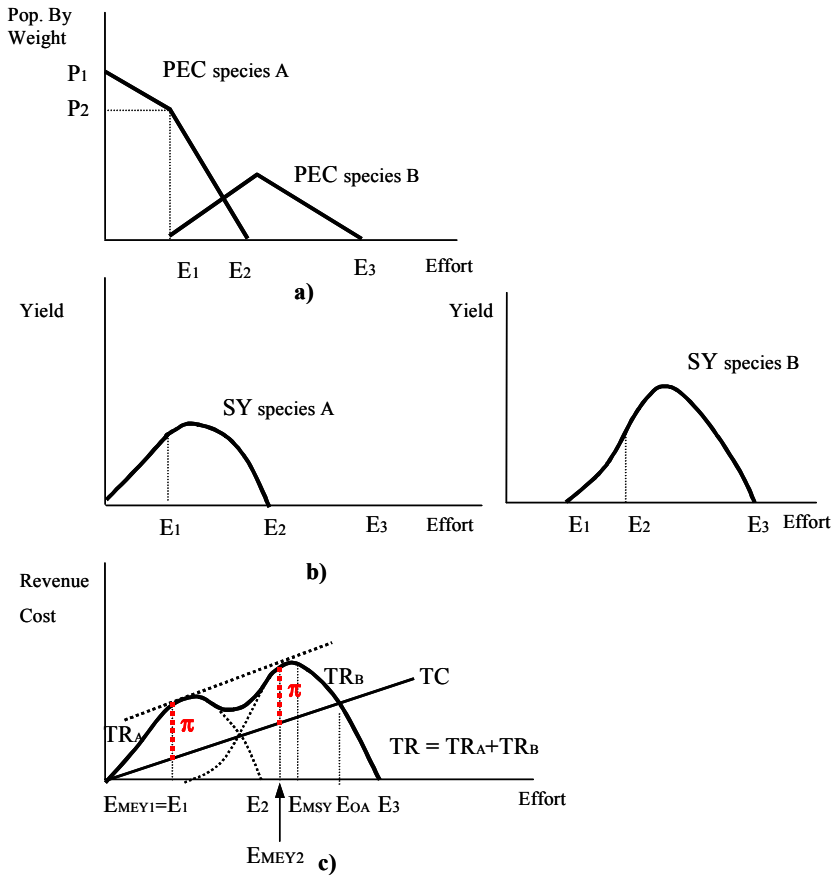 Pop. By
Weight
P1
PEC species A
P2
PEC species B
E1 E2 E3 Effort
a)
Yield
SY species A
E1 E2 E3 Effort
Yield
SY species B
E1 E2 E3 Effort
b)
Revenue
Cost
TRA
π
π
TRB
TC
TR = TRA+TRB
EMEY1=E1 E2 EMSY EOA E3 Effort
EMEY2
c)